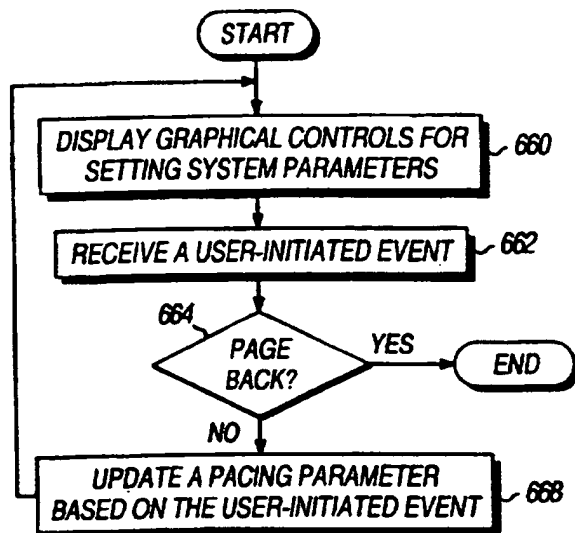 START
DISPLAY GRAPHICAL CONTROLS FOR
SETTING SYSTEM PARAMETERS
660
RECEIVE A USER-INITIATED EVENT
662
664
PAGE
BACK?
YES
END
NO
UPDATE A PACING PARAMETER
BASED ON THE USER-INITIATED EVENT
668